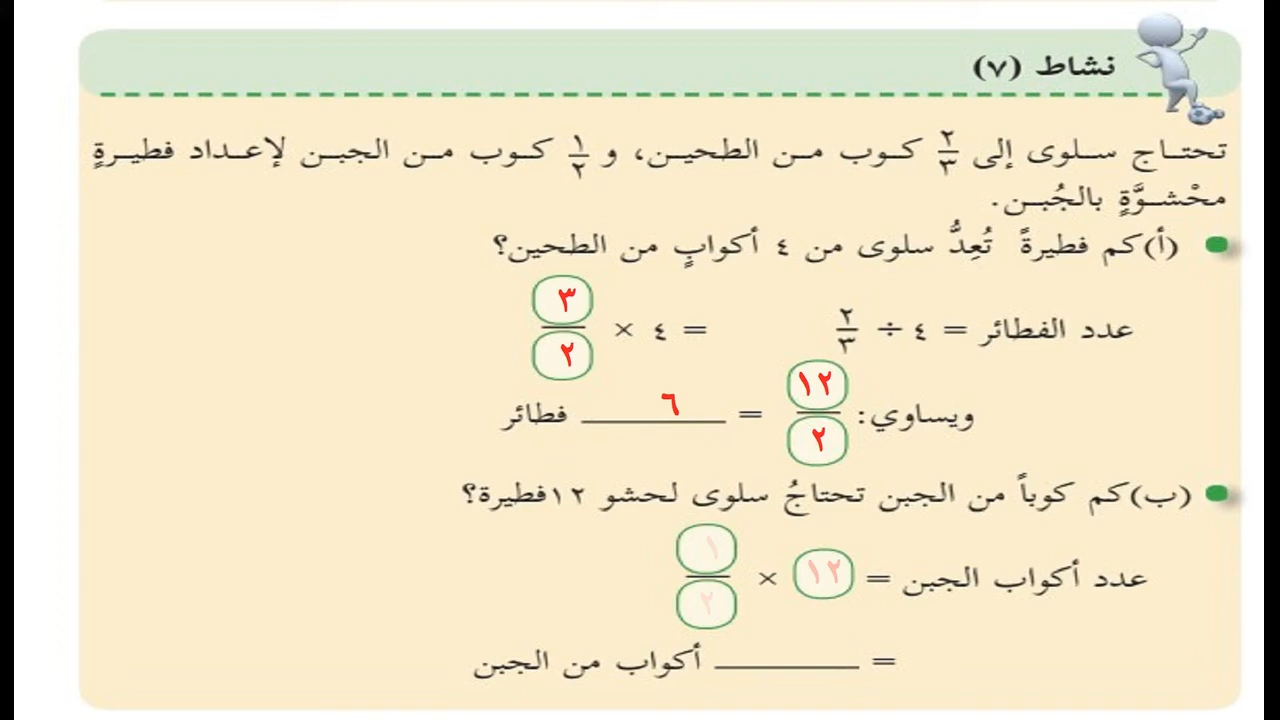 نشاط (٧)
تحتاج سلوى إلى ٢/٣ كوب من الطحين، و ١/٢ كوب من الجبن لإعداد فطيرةٍ
محْشوَّةٍ بالجُبن.
(أ) كم فطيرةً تُعِدُّ سلوى من ٤ أكوابٍ من الطحين؟
عدد الفطائر = ٤ ÷ ٢/٣ = ٤ × ٣/٢
ويساوي: ١٢/٢ = ٦ فطائر
(ب) كم كوباً من الجبن تحتاجُ سلوى لحشو ١٢فطيرة؟
عدد أكواب الجبن = ١٢ × ١/٢
= ______ أكواب من الجبن